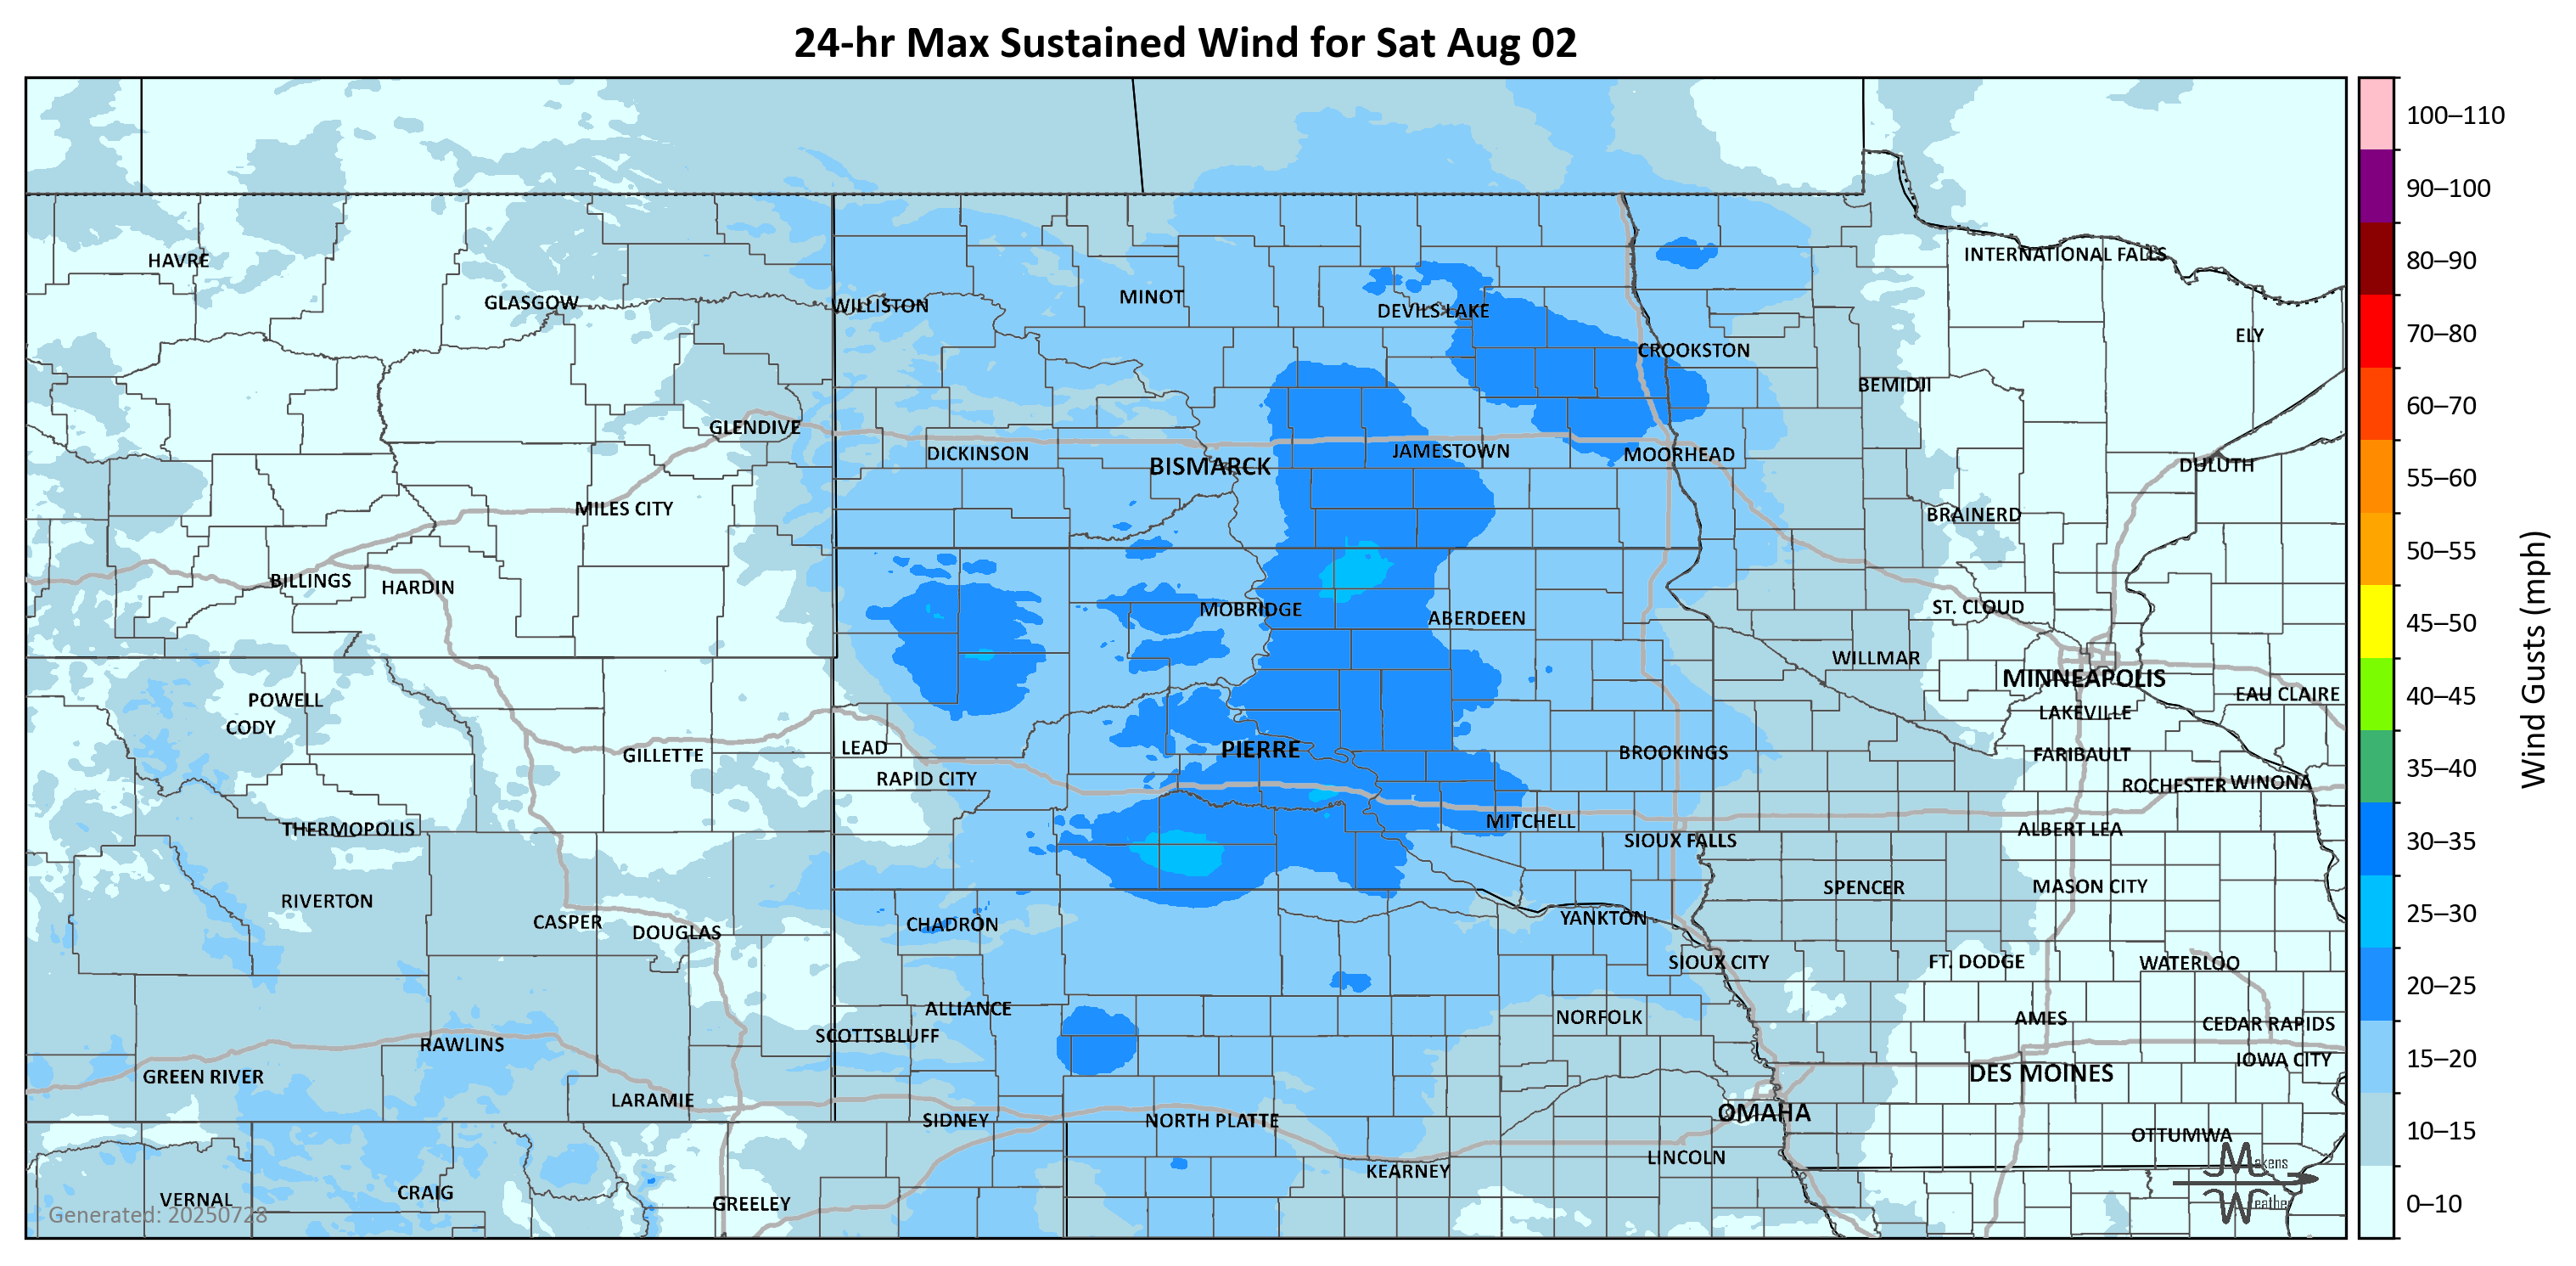 24-hr Max Sustained Wind for Sat Aug 02
100–110
90–100
80–90
70–80
60–70
55–60
50–55
45–50
40–45
35–40
30–35
25–30
20–25
15–20
10–15
0–10
Wind Gusts (mph)
HAVRE
INTERNATIONAL FALLS
GLASGOW
WILLISTON
MINOT
DEVILS LAKE
ELY
CROOKSTON
BEMIDJI
GLENDIVE
DICKINSON
BISMARCK
JAMESTOWN
MOORHEAD
DULUTH
MILES CITY
BRAINERD
BILLINGS
HARDIN
MOBRIDGE
ABERDEEN
ST. CLOUD
WILLMAR
MINNEAPOLIS
POWELL
EAU CLAIRE
CODY
LAKEVILLE
GILLETTE
LEAD
PIERRE
BROOKINGS
FARIBAULT
RAPID CITY
ROCHESTER
WINONA
THERMOPOLIS
MITCHELL
SIOUX FALLS
ALBERT LEA
RIVERTON
SPENCER
MASON CITY
CASPER
DOUGLAS
CHADRON
YANKTON
SIOUX CITY
FT. DODGE
WATERLOO
ALLIANCE
NORFOLK
AMES
CEDAR RAPIDS
SCOTTSBLUFF
RAWLINS
IOWA CITY
GREEN RIVER
DES MOINES
LARAMIE
SIDNEY
NORTH PLATTE
OMAHA
OTTUMWA
LINCOLN
KEARNEY
VERNAL
CRAIG
GREELEY
Makens
Weather
Generated: 20250728